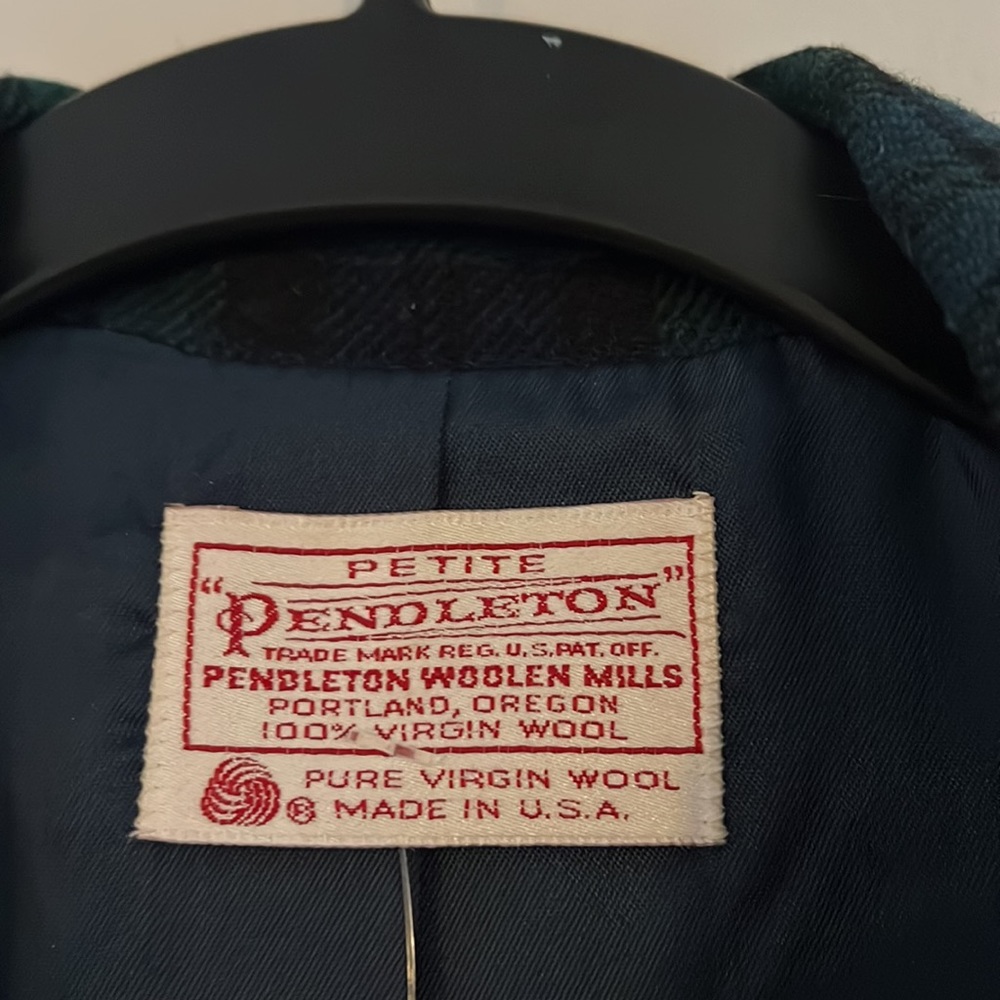 PETITE
"PENDLETON"
TRADE MARK REG. U.S. PAT. OFF.
PENDLETON WOOLEN MILLS
PORTLAND, OREGON
100% VIRGIN WOOL
PURE VIRGIN WOOL
® MADE IN U.S.A.